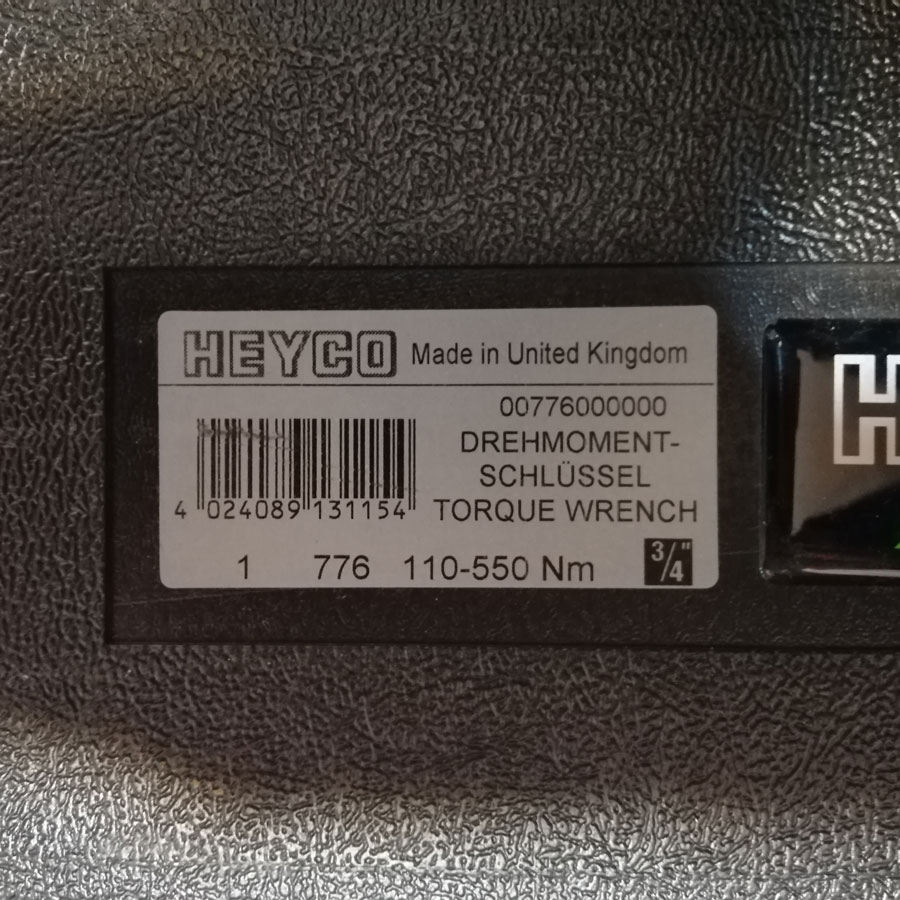 HEYCO Made in United Kingdom
00776000000
DREHMOMENT-
SCHLÜSSEL
TORQUE WRENCH
4 024089 131154
1 776 110-550 Nm 3/4"
H